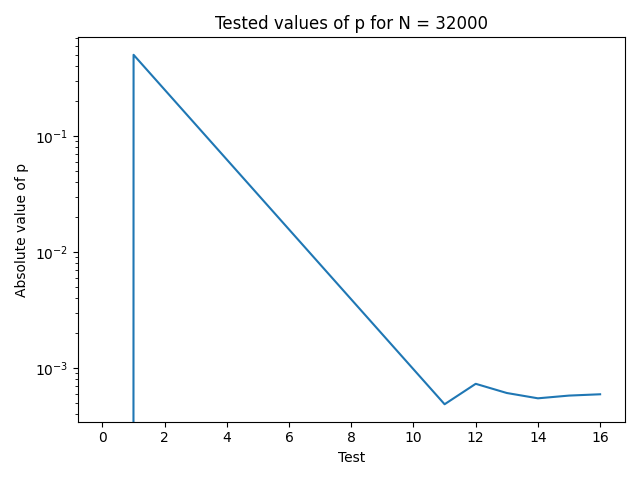 Tested values of p for N = 32000
Absolute value of p
10⁻¹
10⁻²
10⁻³
0 2 4 6 8 10 12 14 16
Test